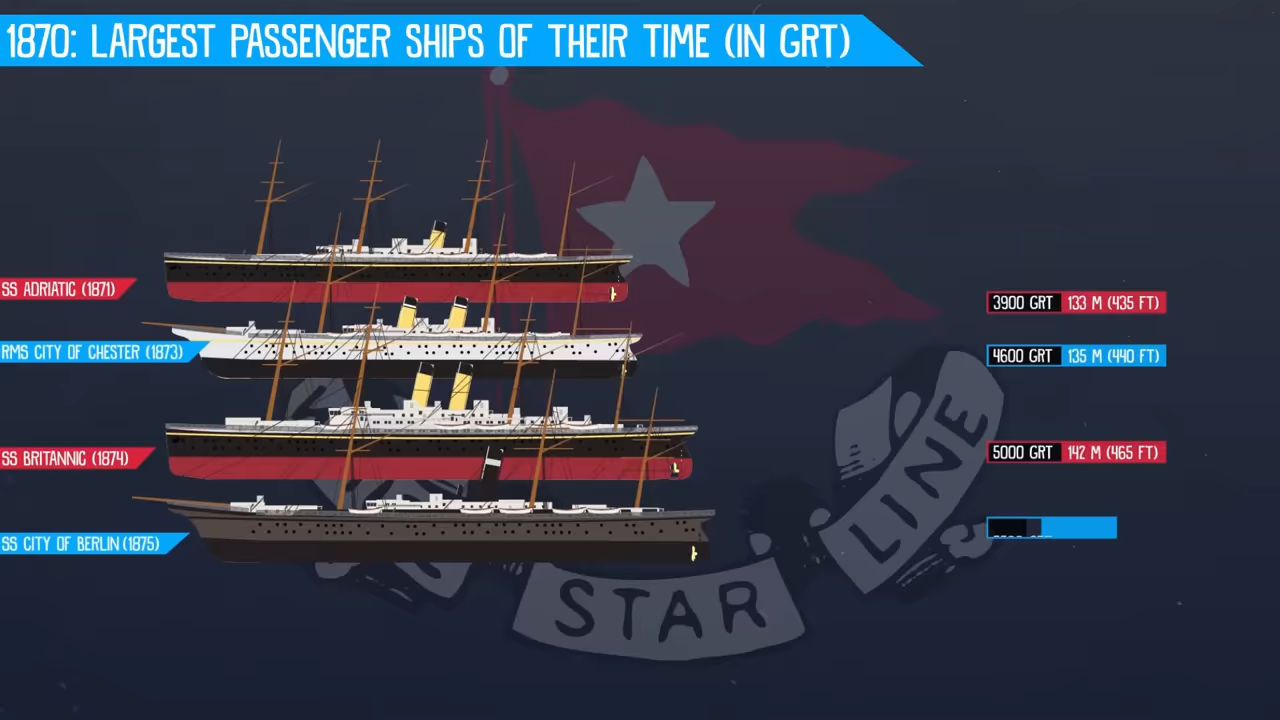 1870: LARGEST PASSENGER SHIPS OF THEIR TIME (IN GRT)
SS ADRIATIC (1871)
3900 GRT 133 M (435 FT)
RMS CITY OF CHESTER (1873)
4600 GRT 135 M (440 FT)
SS BRITANNIC (1874)
5000 GRT 142 M (465 FT)
SS CITY OF BERLIN (1875)
STAR
LINE